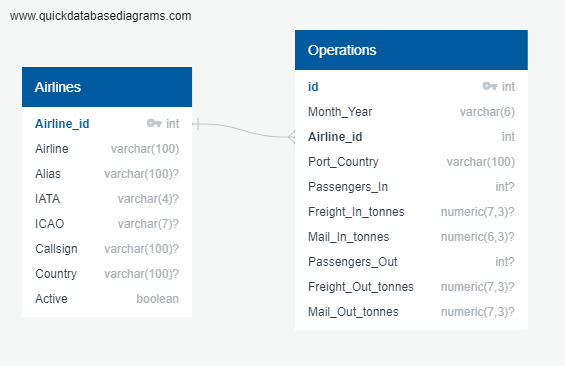 www.quickdatabasediagrams.com
Airlines
Airline_id int
Airline varchar(100)
Alias varchar(100)?
IATA varchar(4)?
ICAO varchar(7)?
Callsign varchar(100)?
Country varchar(100)?
Active boolean
Operations
id int
Month_Year varchar(6)
Airline_id int
Port_Country varchar(100)
Passengers_In int?
Freight_In_tonnes numeric(7,3)?
Mail_In_tonnes numeric(6,3)?
Passengers_Out int?
Freight_Out_tonnes numeric(7,3)?
Mail_Out_tonnes numeric(7,3)?